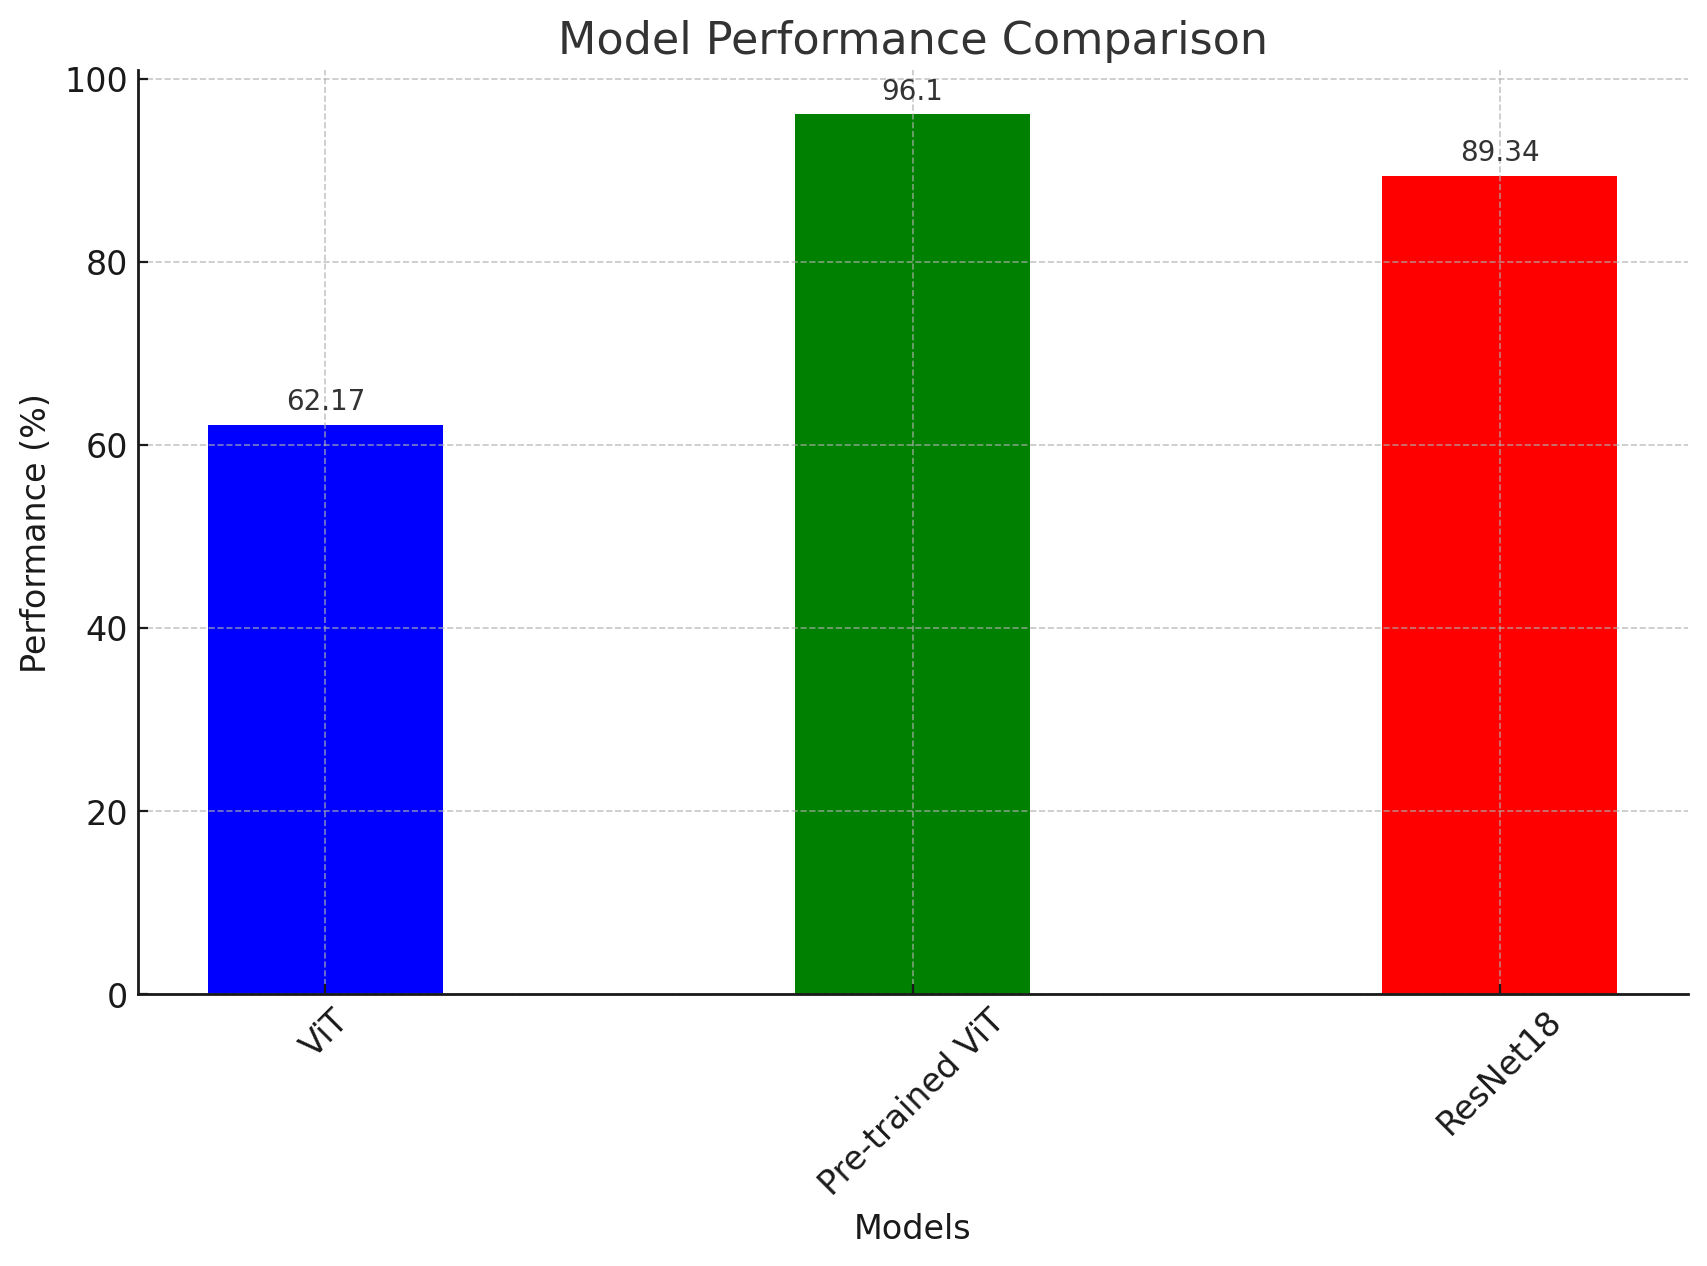 Model Performance Comparison
100
80
60
40
20
0
Performance (%)
62.17
96.1
89.34
ViT
Pre-trained ViT
ResNet18
Models